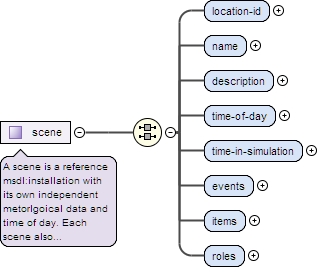 location-id
name
description
time-of-day
scene
time-in-simulation
A scene is a reference
msdl:installation with
its own independent
metorlgoical data and
time of day. Each
scene also...
events
items
roles